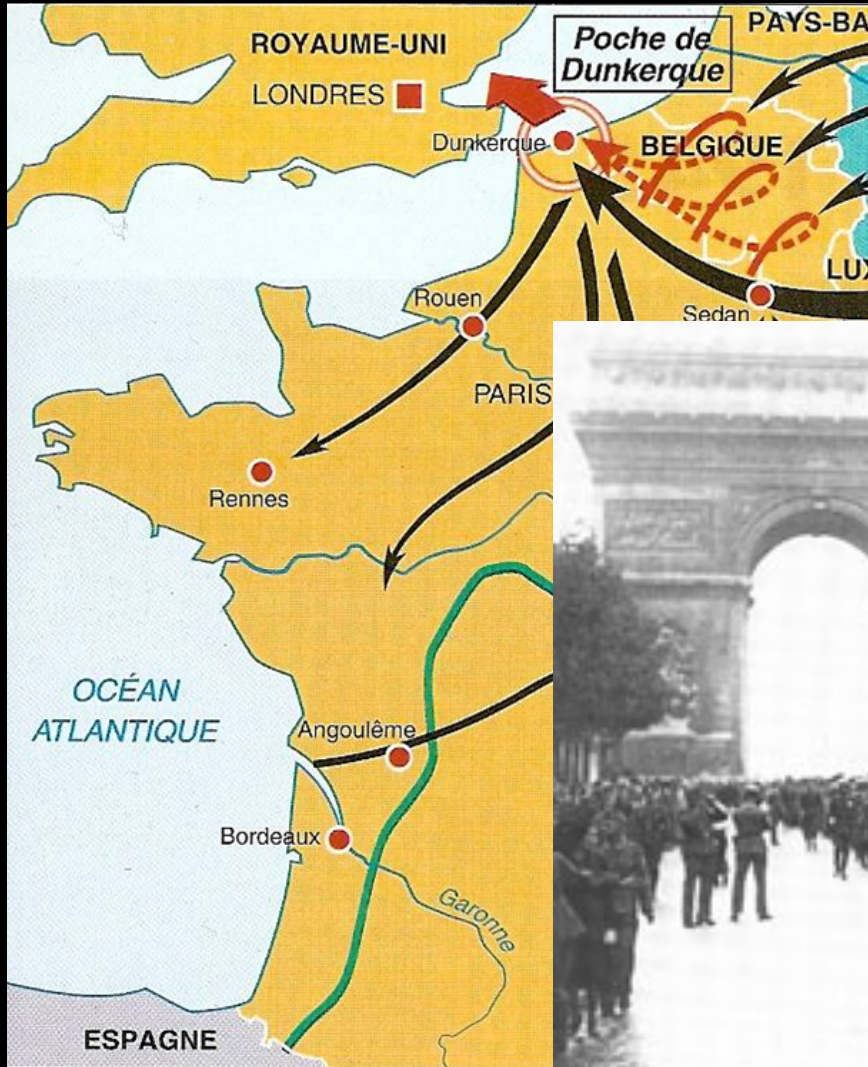 ROYAUME-UNI
LONDRES
Poche de
Dunkerque
PAYS-BA
Dunkerque
BELGIQUE
LUX
Rouen
Sedan
PARIS
Rennes
OCÉAN
ATLANTIQUE
Angoulême
Bordeaux
Garonne
ESPAGNE